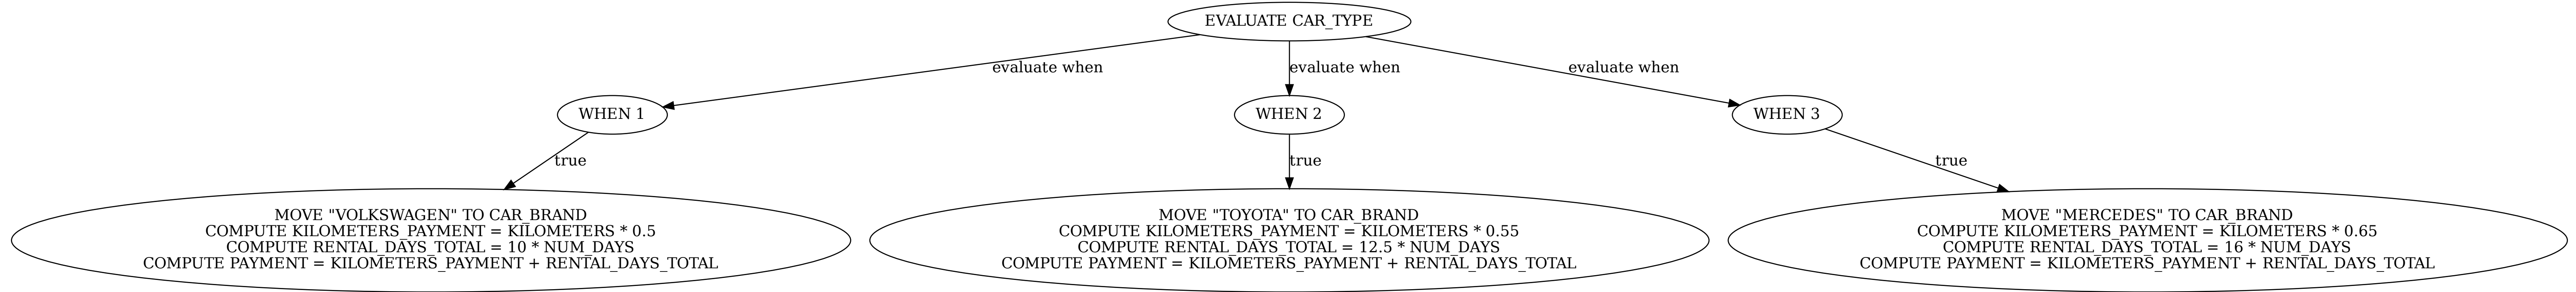 EVALUATE CAR_TYPE
evaluate when
evaluate when
evaluate when
WHEN 1
WHEN 2
WHEN 3
true
true
true
MOVE "VOLKSWAGEN" TO CAR_BRAND
COMPUTE KILOMETERS_PAYMENT = KILOMETERS * 0.5
COMPUTE RENTAL_DAYS_TOTAL = 10 * NUM_DAYS
COMPUTE PAYMENT = KILOMETERS_PAYMENT + RENTAL_DAYS_TOTAL
MOVE "TOYOTA" TO CAR_BRAND
COMPUTE KILOMETERS_PAYMENT = KILOMETERS * 0.55
COMPUTE RENTAL_DAYS_TOTAL = 12.5 * NUM_DAYS
COMPUTE PAYMENT = KILOMETERS_PAYMENT + RENTAL_DAYS_TOTAL
MOVE "MERCEDES" TO CAR_BRAND
COMPUTE KILOMETERS_PAYMENT = KILOMETERS * 0.65
COMPUTE RENTAL_DAYS_TOTAL = 16 * NUM_DAYS
COMPUTE PAYMENT = KILOMETERS_PAYMENT + RENTAL_DAYS_TOTAL